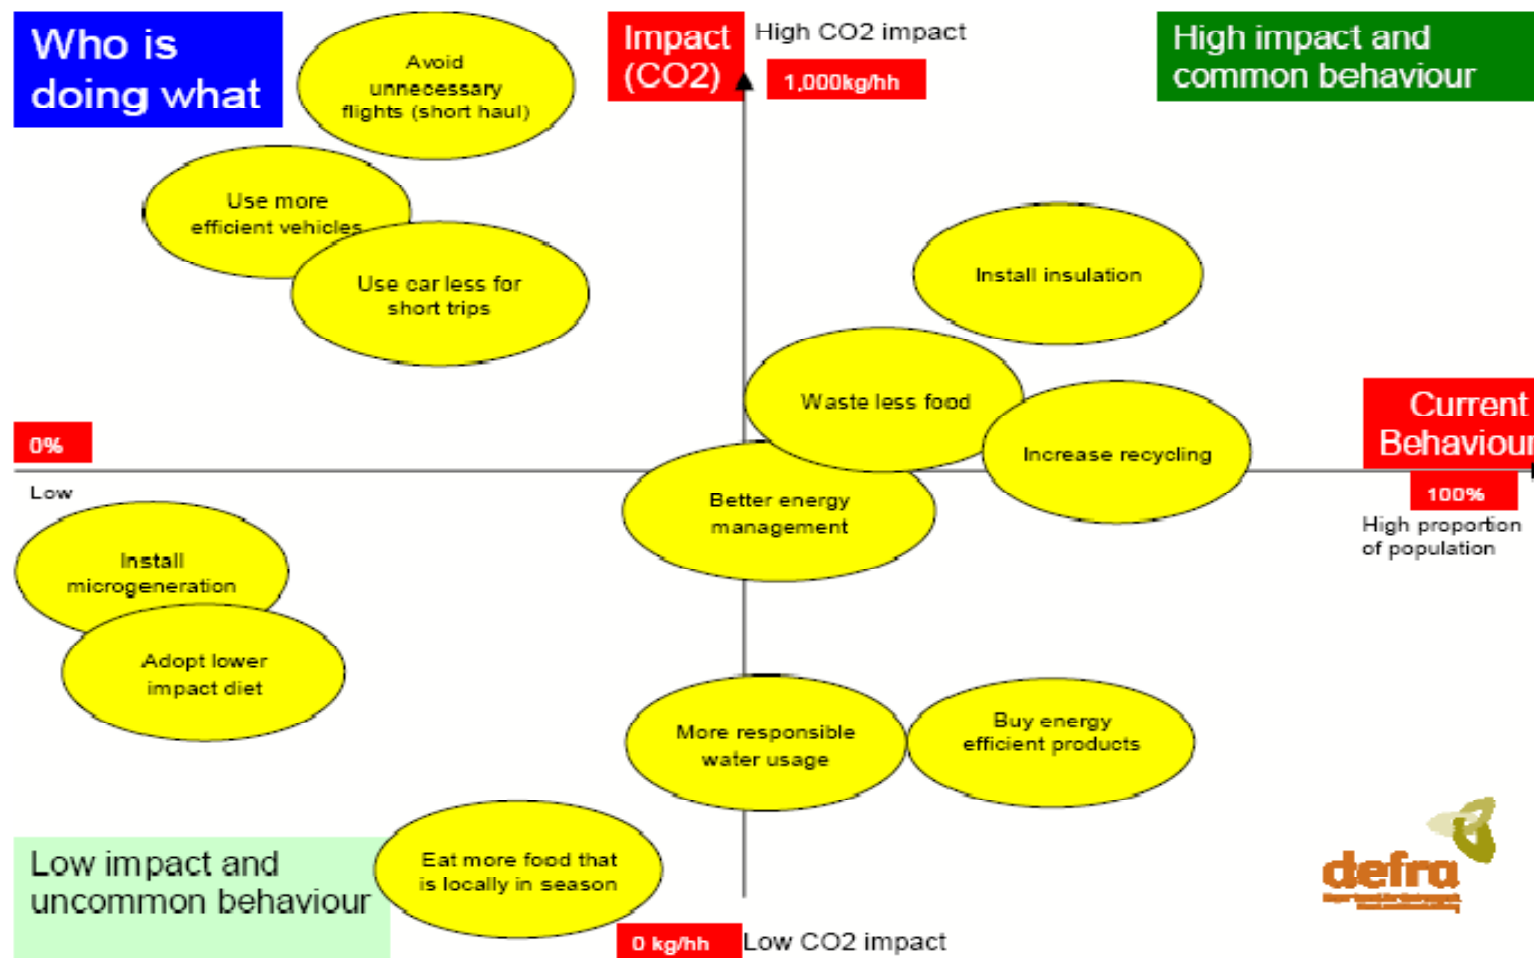 Who is
doing what
Avoid
unnecessary
flights (short haul)
Impact
(CO2)
High CO2 impact
1,000kg/hh
High impact and
common behaviour
Use more
efficient vehicles
Use car less for
short trips
Install insulation
Waste less food
Increase recycling
Current
Behaviour
0%
Low
100%
High proportion
of population
Better energy
management
Install
microgeneration
Adopt lower
impact diet
More responsible
water usage
Buy energy
efficient products
Low impact and
uncommon behaviour
Eat more food that
is locally in season
0 kg/hh
Low CO2 impact
defra